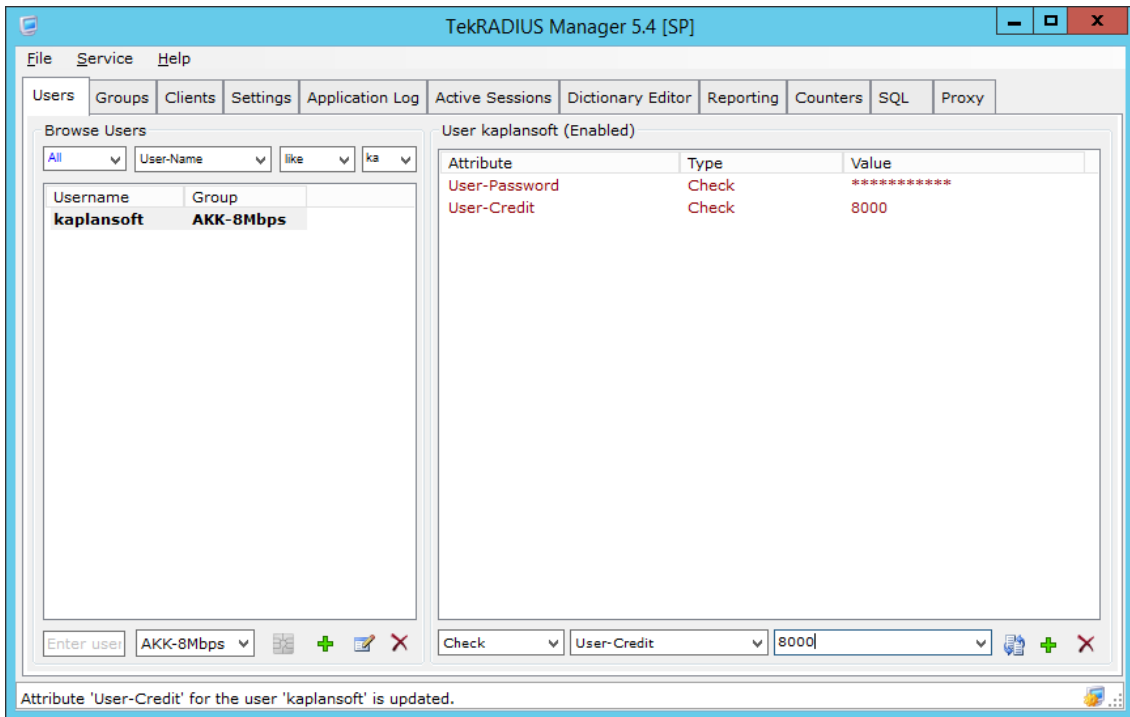 TekRADIUS Manager 5.4 [SP]
File Service Help
Users Groups Clients Settings Application Log Active Sessions Dictionary Editor Reporting Counters SQL Proxy
Browse Users
All User-Name like ka
Username Group
kaplansoft AKK-8Mbps
User kaplansoft (Enabled)
Attribute Type Value
User-Password Check ***********
User-Credit Check 8000
Enter user AKK-8Mbps
Check User-Credit 8000
Attribute 'User-Credit' for the user 'kaplansoft' is updated.